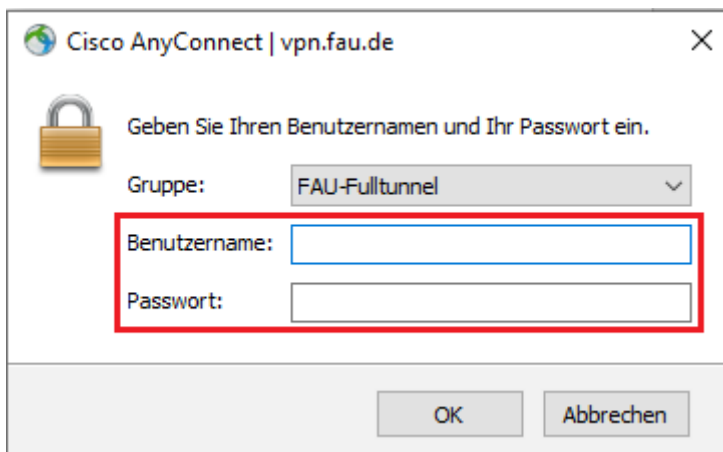 Cisco AnyConnect | vpn.fau.de
Geben Sie Ihren Benutzernamen und Ihr Passwort ein.
Gruppe: FAU-Fulltunnel
Benutzername:
Passwort:
OK Abbrechen